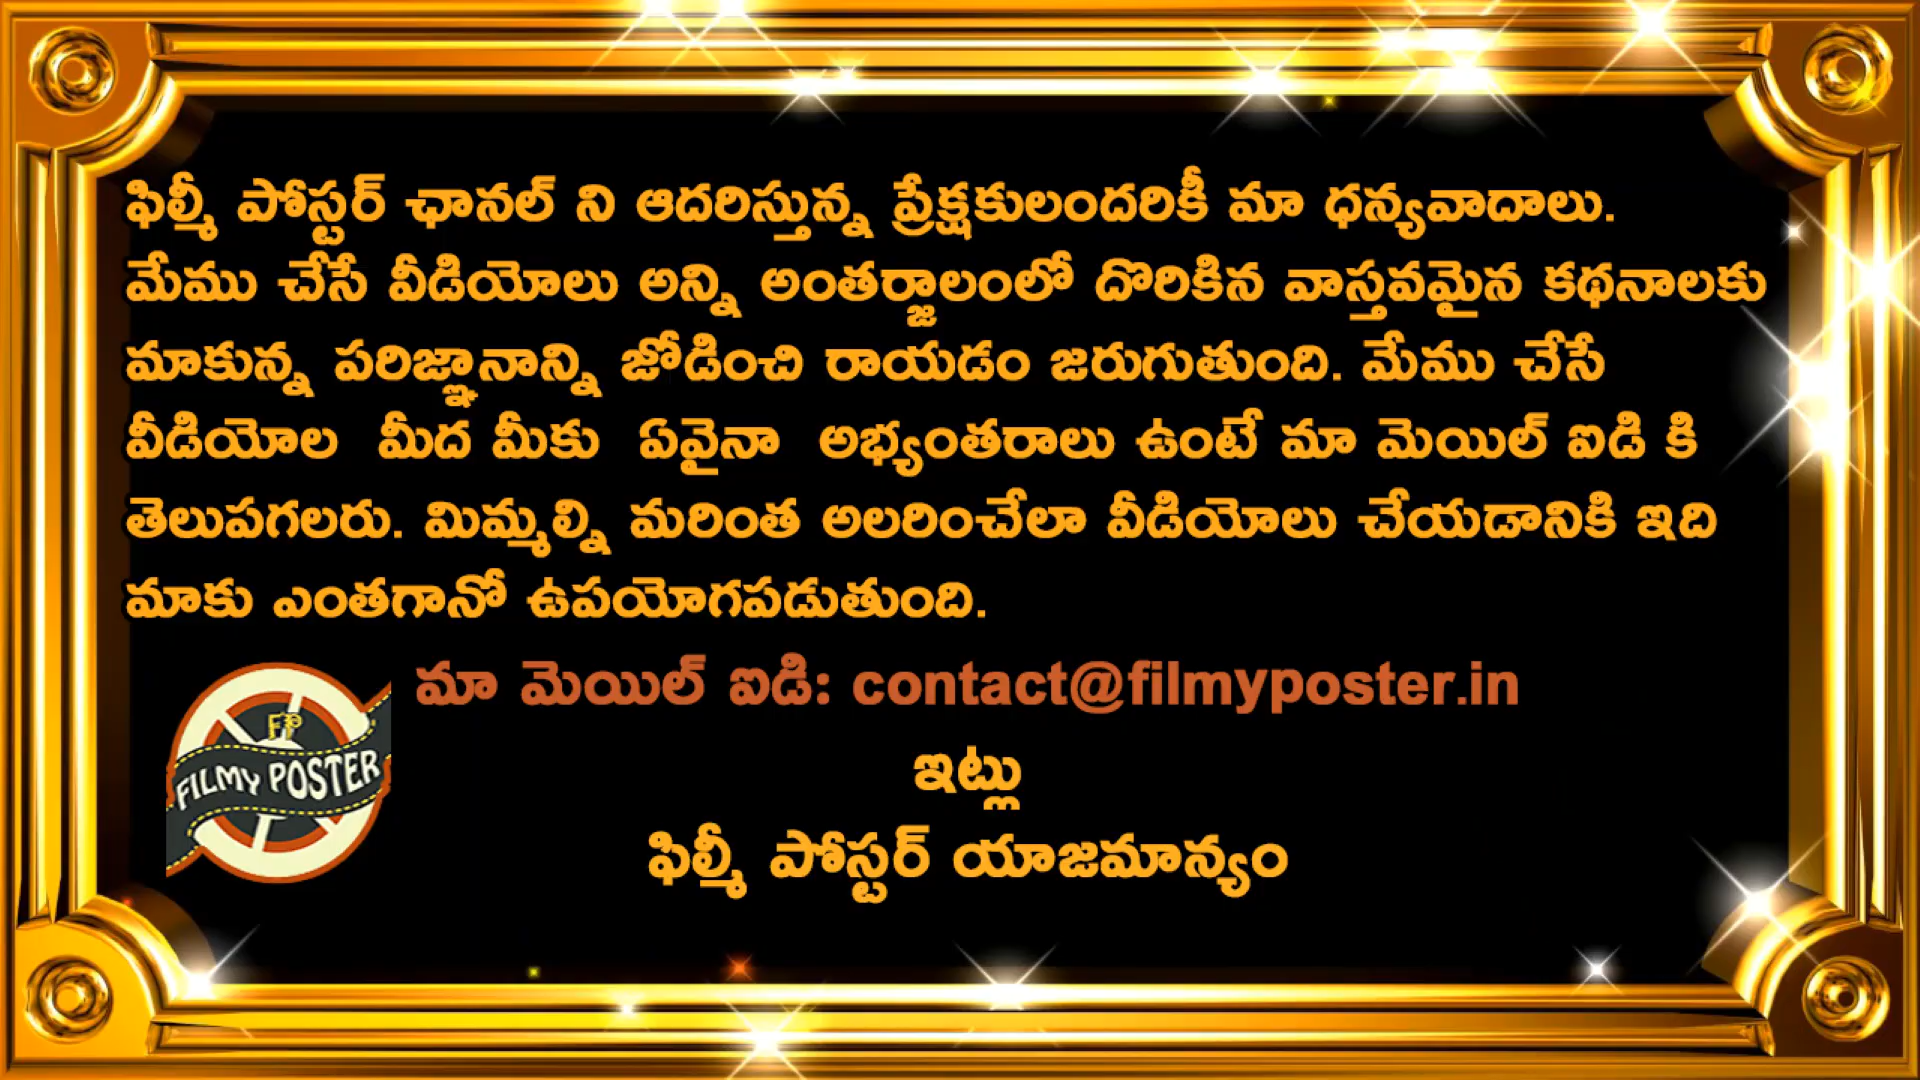 ఫిల్మీ పోస్టర్ ఛానల్ ని ఆదరిస్తున్న ప్రేక్షకులందరికీ మా ధన్యవాదాలు.
మేము చేసే వీడియోలు అన్ని అంతర్జాలంలో దొరికిన వాస్తవమైన కథనాలకు
మాకున్న పరిజ్ఞానాన్ని జోడించి రాయడం జరుగుతుంది. మేము చేసే
వీడియోల మీద మీకు ఏవైనా అభ్యంతరాలు ఉంటే మా మెయిల్ ఐడి కి
తెలుపగలరు. మిమ్మల్ని మరింత అలరించేలా వీడియోలు చేయడానికి ఇది
మాకు ఎంతగానో ఉపయోగపడుతుంది.
మా మెయిల్ ఐడి: contact@filmyposter.in
FP
FILMY POSTER
ఇట్లు
ఫిల్మీ పోస్టర్ యాజమాన్యం